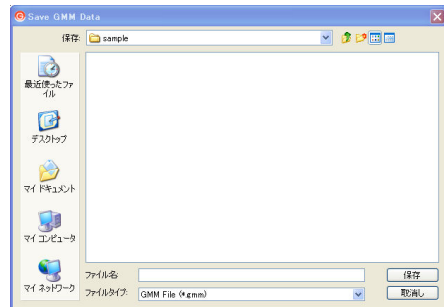 Save GMM Data
保存:
sample
最近使ったファ
イル
デスクトップ
マイ ドキュメント
マイ コンピュータ
マイ ネットワーク
ファイル名:
保存
ファイルタイプ:
GMM File (*.gmm)
取消し